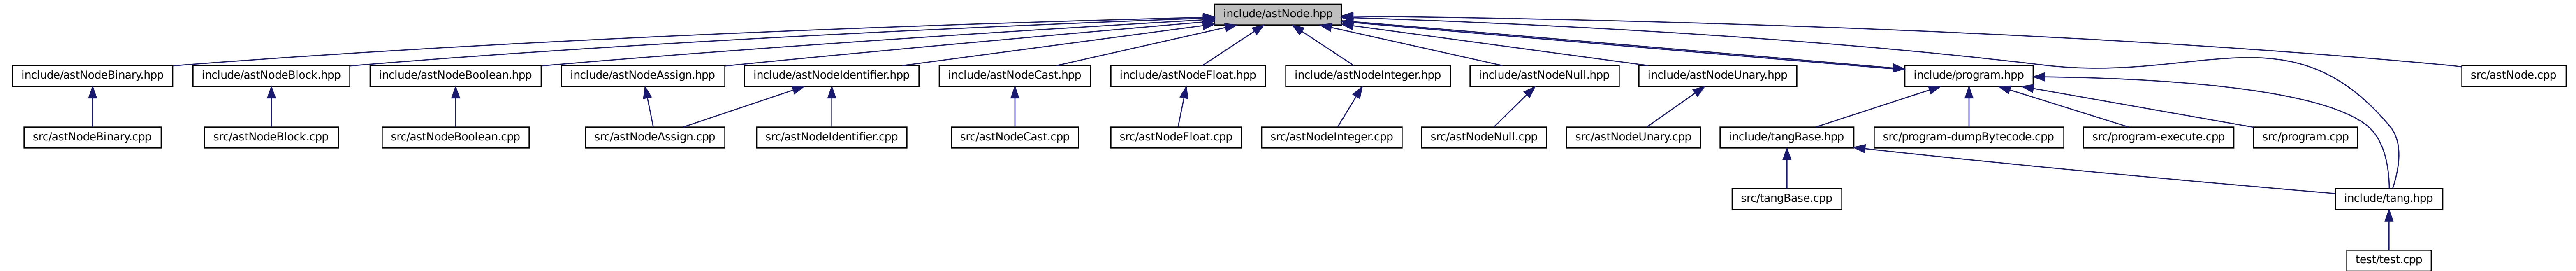 include/astNode.hpp
include/astNodeBinary.hpp
include/astNodeBlock.hpp
include/astNodeBoolean.hpp
include/astNodeAssign.hpp
include/astNodeIdentifier.hpp
include/astNodeCast.hpp
include/astNodeFloat.hpp
include/astNodeInteger.hpp
include/astNodeNull.hpp
include/astNodeUnary.hpp
include/program.hpp
src/astNode.cpp
src/astNodeBinary.cpp
src/astNodeBlock.cpp
src/astNodeBoolean.cpp
src/astNodeAssign.cpp
src/astNodeIdentifier.cpp
src/astNodeCast.cpp
src/astNodeFloat.cpp
src/astNodeInteger.cpp
src/astNodeNull.cpp
src/astNodeUnary.cpp
include/tangBase.hpp
src/program-dumpBytecode.cpp
src/program-execute.cpp
src/program.cpp
src/tangBase.cpp
include/tang.hpp
test/test.cpp